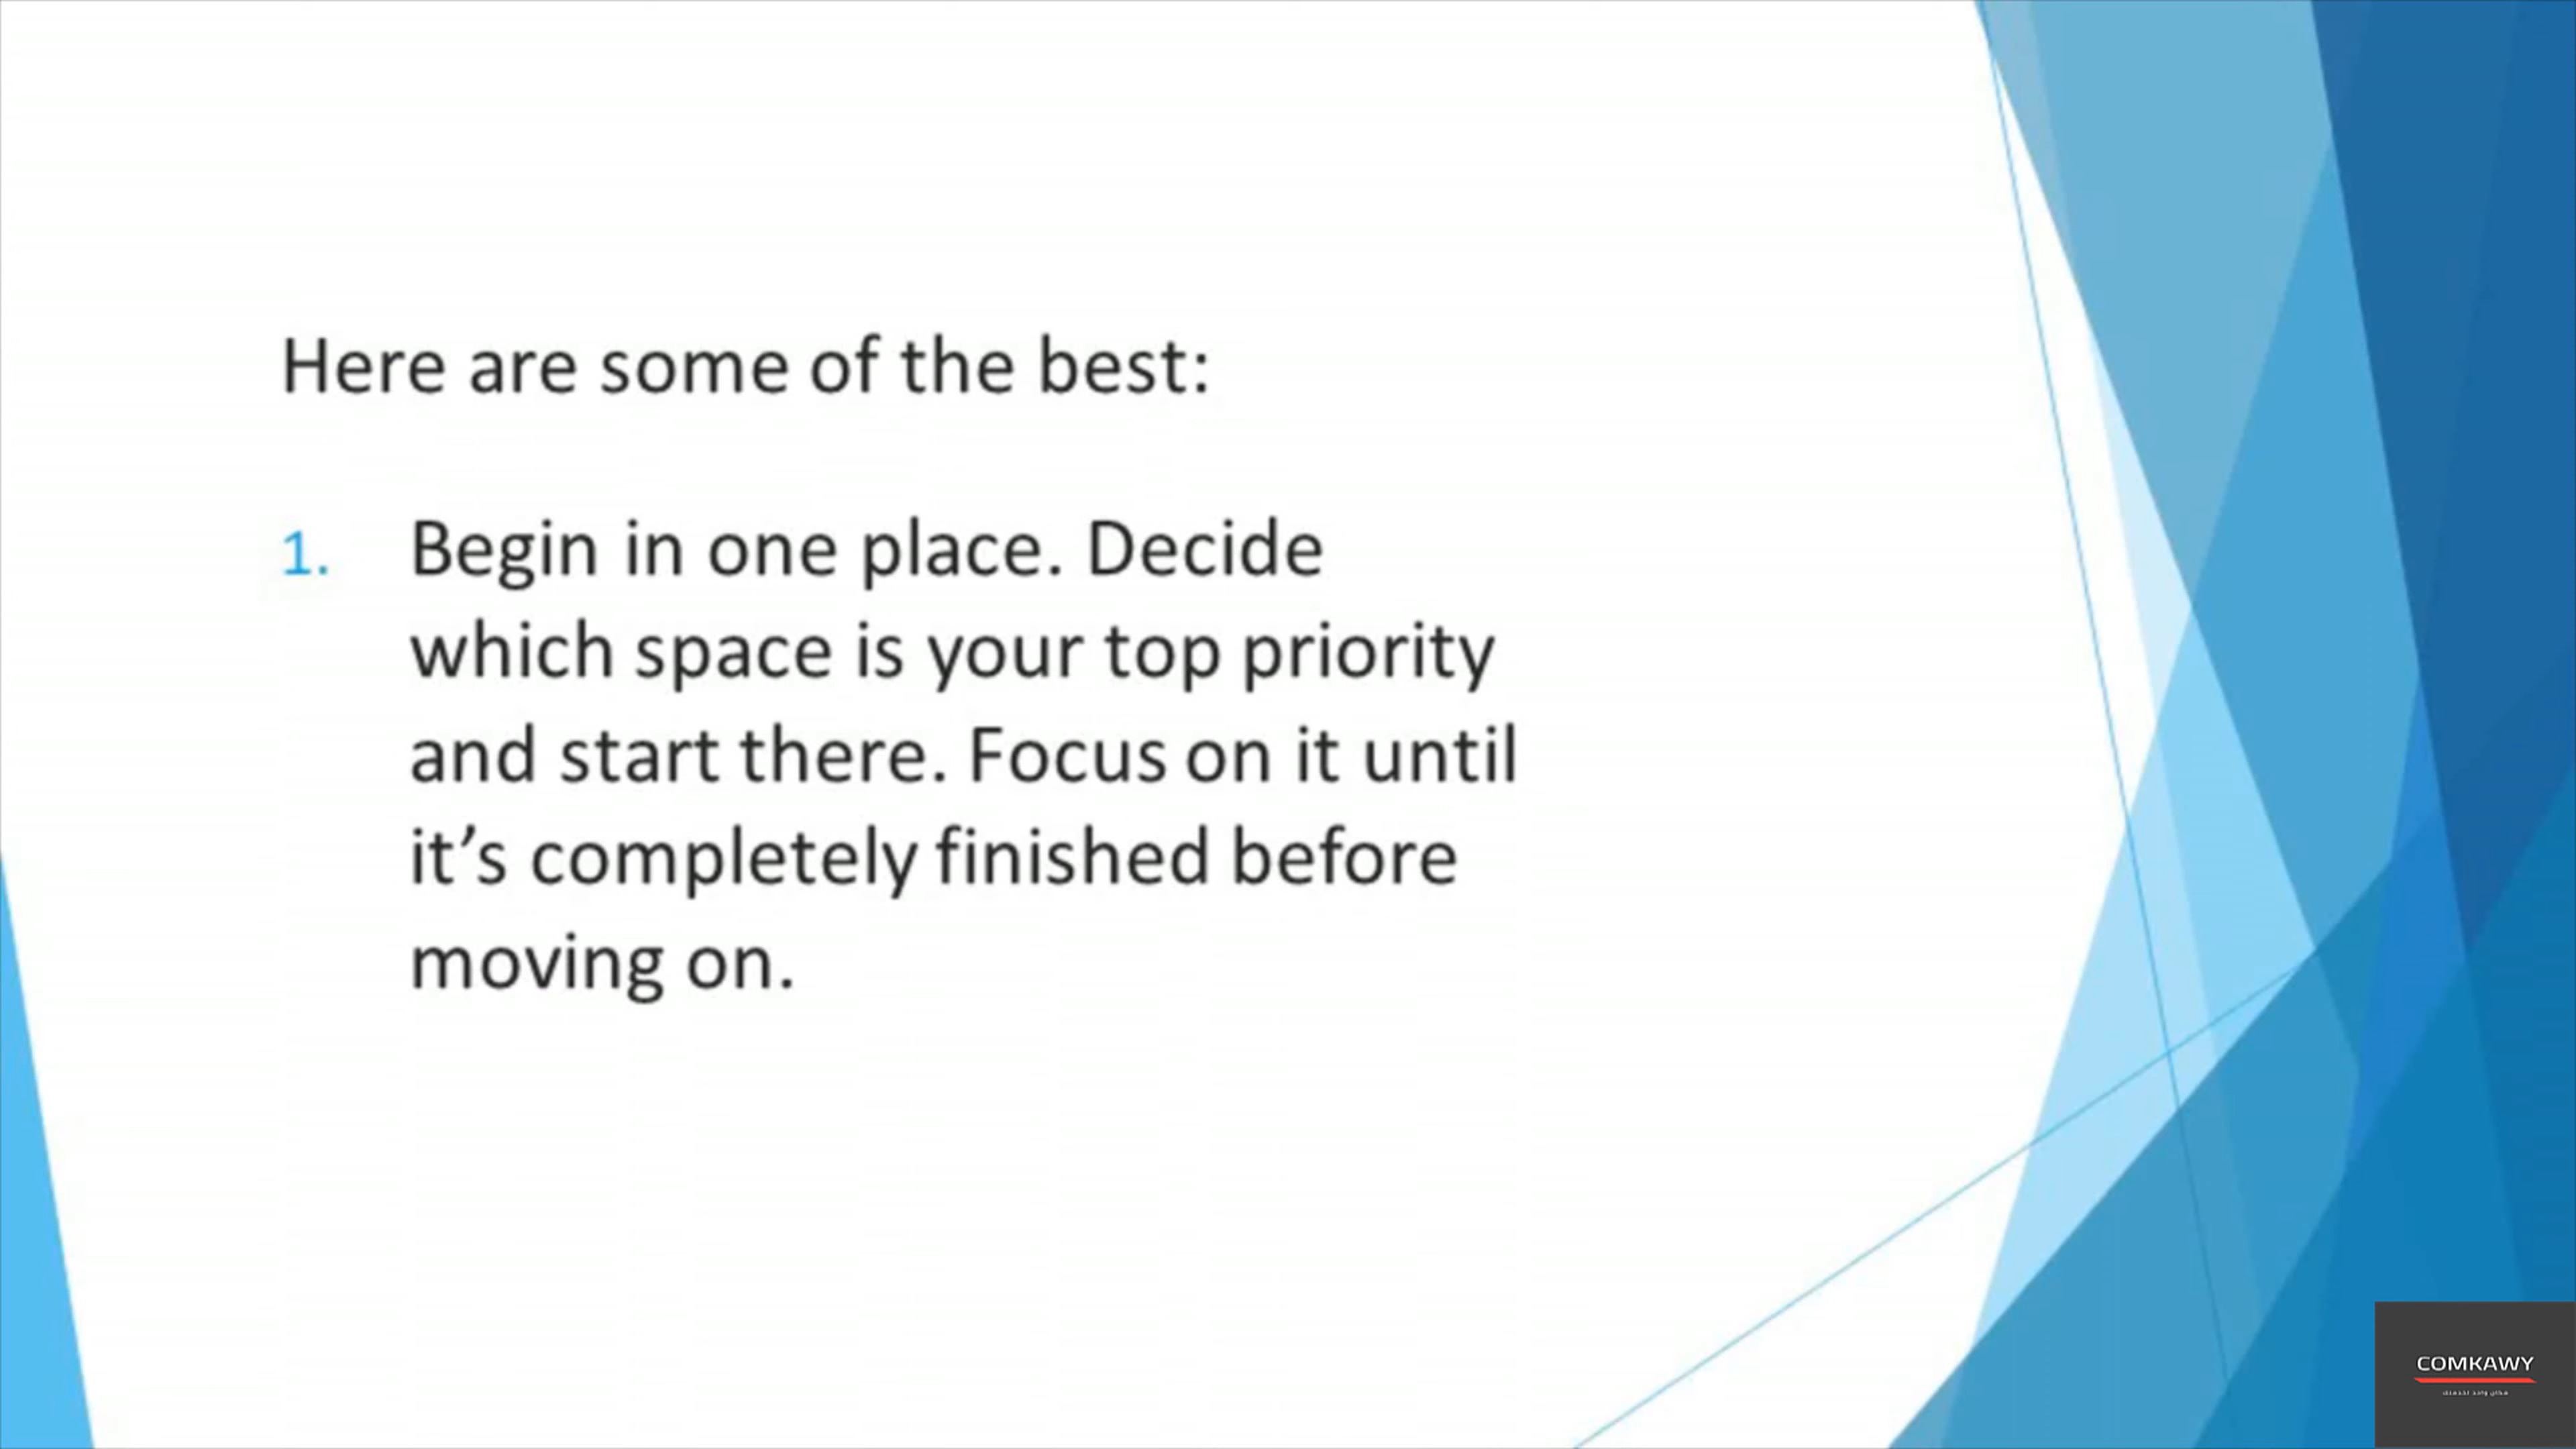 Here are some of the best:
1. Begin in one place. Decide
which space is your top priority
and start there. Focus on it until
it’s completely finished before
moving on.
COMKAWY